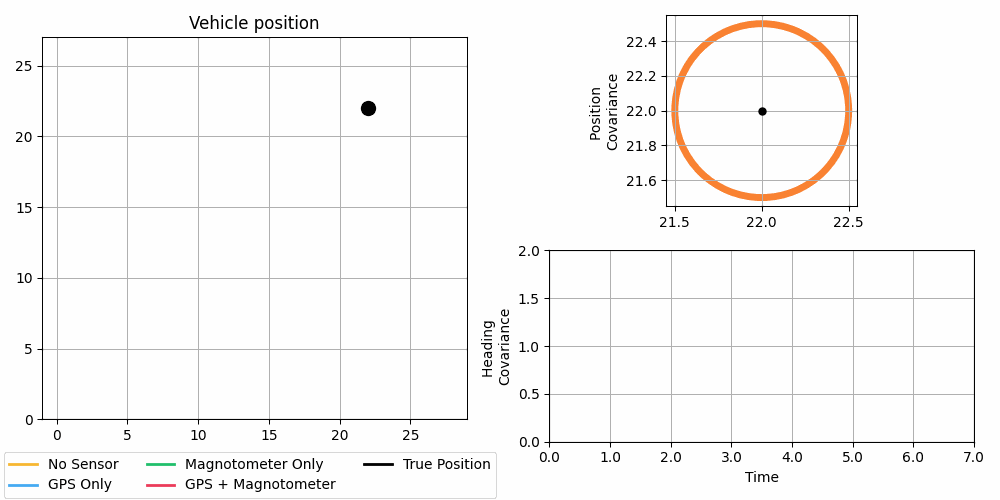 Vehicle position
25
20
15
10
5
0
0 5 10 15 20 25
No Sensor Magnotometer Only True Position
GPS Only GPS + Magnotometer
Position
Covariance
22.4
22.2
22.0
21.8
21.6
21.5 22.0 22.5
Heading
Covariance
2.0
1.5
1.0
0.5
0.0
0.0 1.0 2.0 3.0 4.0 5.0 6.0 7.0
Time